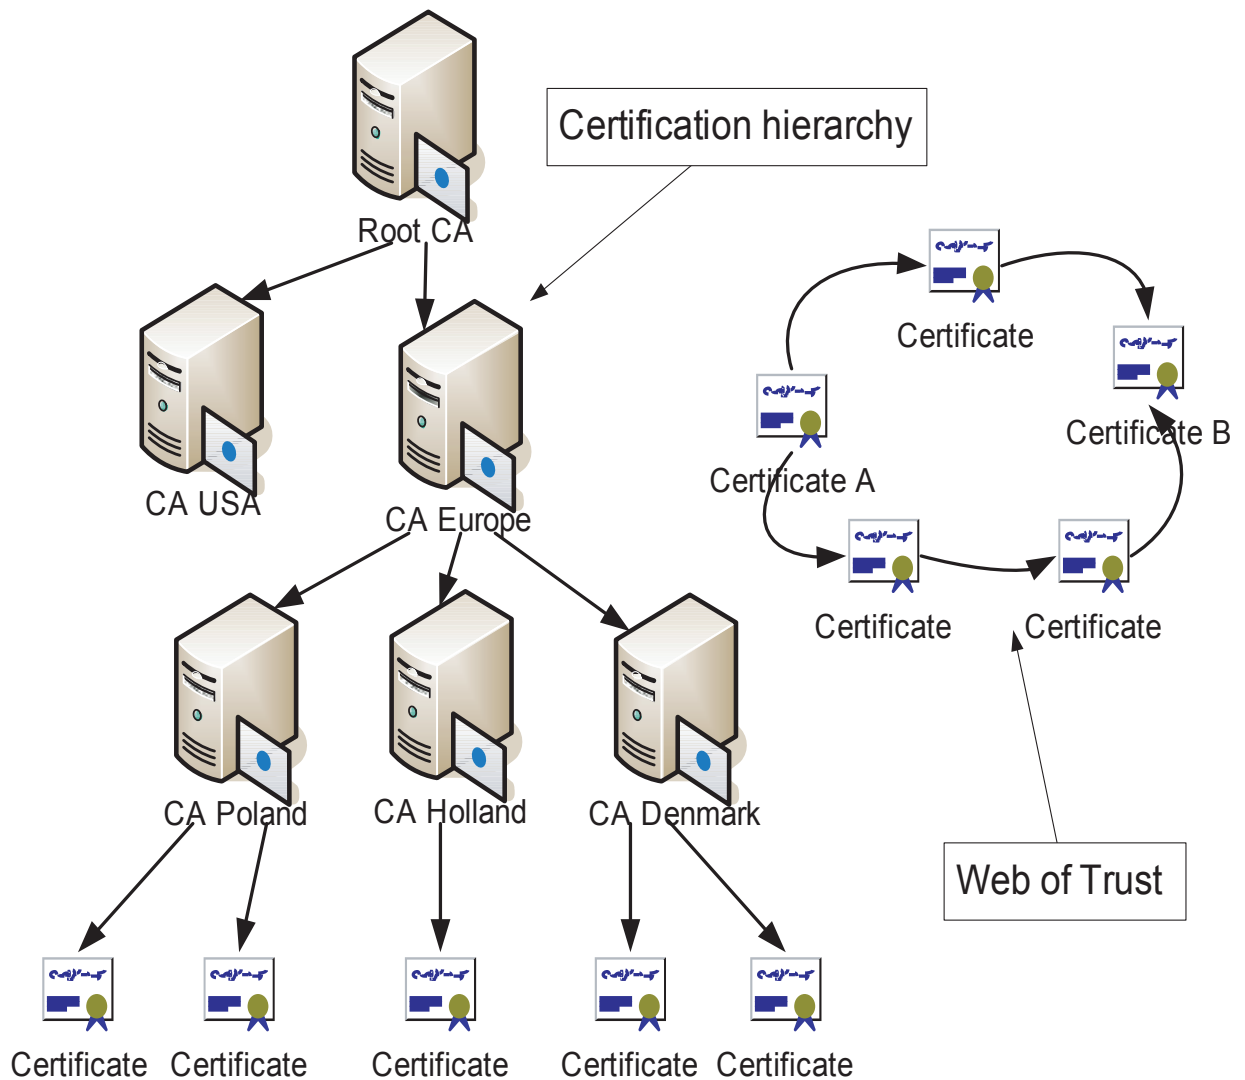 Certification hierarchy
Root CA
Certificate
Certificate B
Certificate A
CA USA
CA Europe
Certificate
Certificate
CA Poland
CA Holland
CA Denmark
Web of Trust
Certificate
Certificate
Certificate
Certificate
Certificate